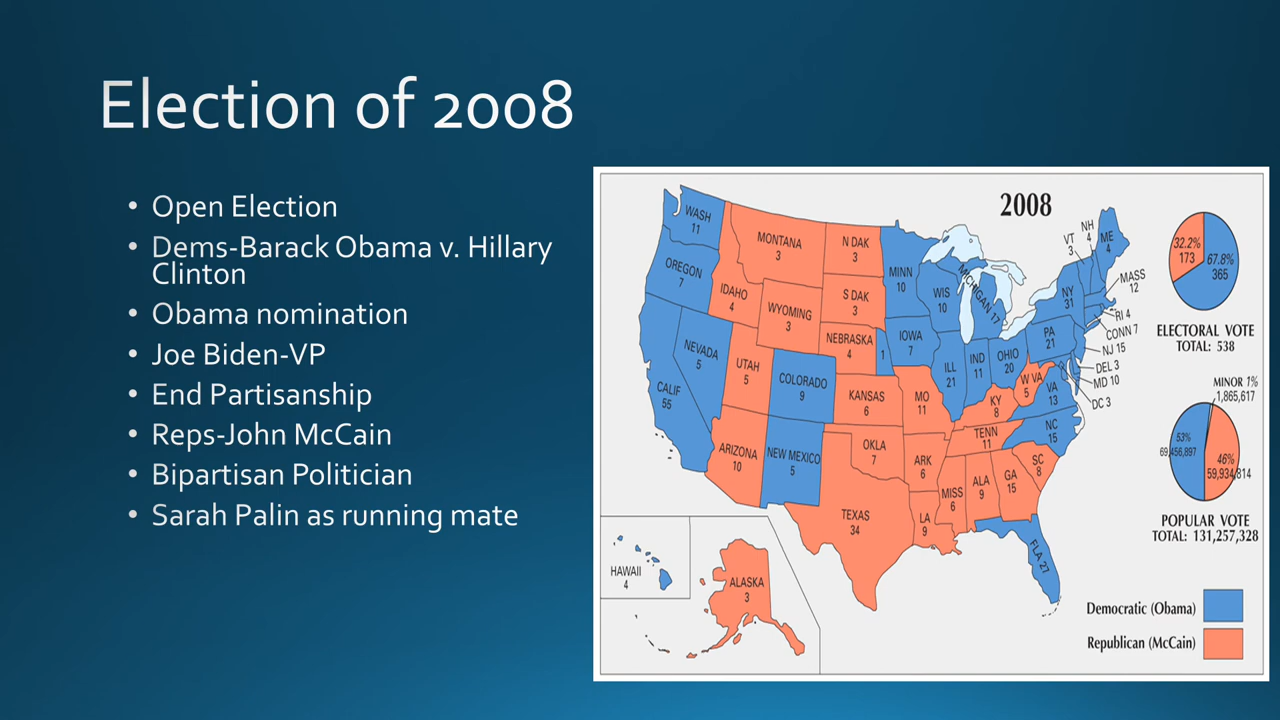 Election of 2008
• Open Election
• Dems-Barack Obama v. Hillary
Clinton
• Obama nomination
• Joe Biden-VP
• End Partisanship
• Reps-John McCain
• Bipartisan Politician
• Sarah Palin as running mate
2008
WASH
11
OREGON
7
CALIF
55
NEVADA
5
IDAHO
4
MONTANA
3
WYOMING
3
UTAH
5
COLORADO
9
ARIZONA
10
NEW MEXICO
5
N DAK
3
S DAK
3
NEBRASKA
4
1
KANSAS
6
OKLA
7
TEXAS
34
MINN
10
IOWA
7
MO
11
ARK
6
LA
9
WIS
10
ILL
21
MICHIGAN 17
IND
11
OHIO
20
KY
8
TENN
11
MISS
6
ALA
9
GA
15
FLA 27
SC
8
NC
15
VA
13
W VA
5
PA
21
NY
31
VT
3
NH
4
ME
4
MASS
12
RI 4
CONN 7
NJ 15
DEL 3
MD 10
DC 3
HAWAII
4
ALASKA
3
32.2%
173
67.8%
365
ELECTORAL VOTE
TOTAL: 538
MINOR 1%
1,865,617
53%
69,456,897
46%
59,934,814
POPULAR VOTE
TOTAL: 131,257,328
Democratic (Obama)
Republican (McCain)